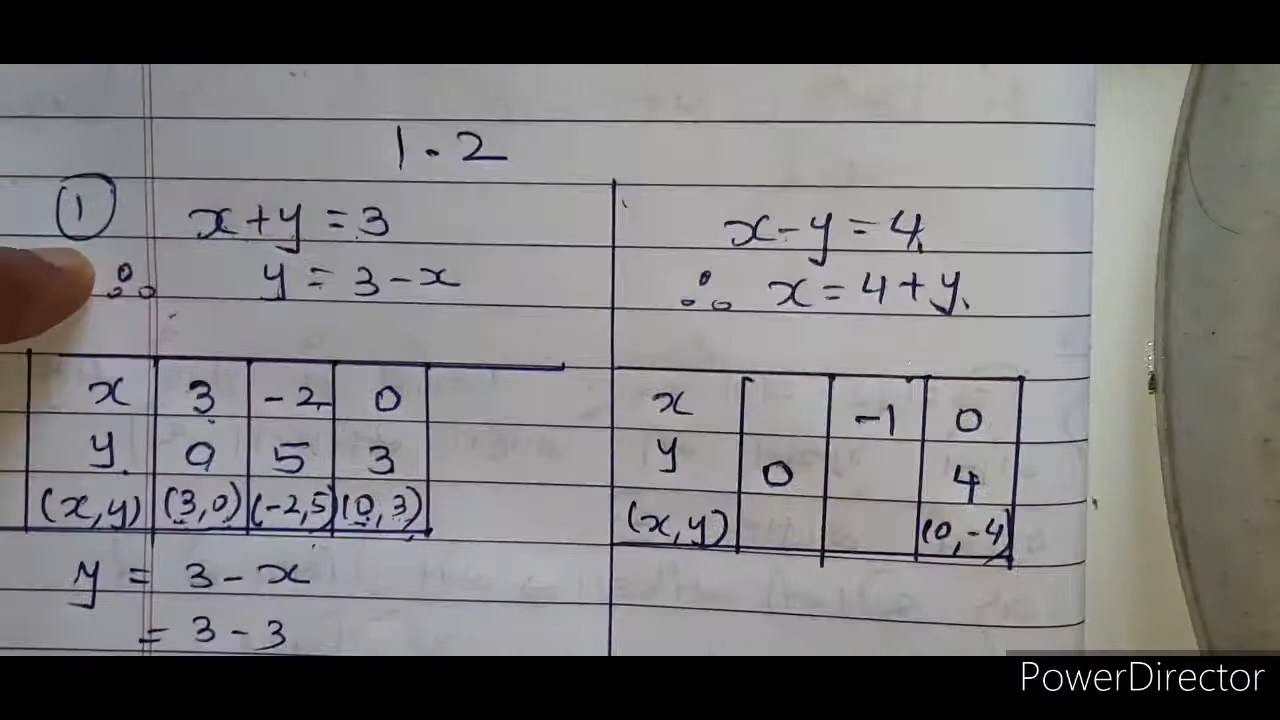 1.2
① x+y=3
∴ y = 3-x
x 3 -2 0
y 0 5 3
(x,y) (3,0) (-2,5) (0,3)
y = 3-x
= 3-3
x-y=4
∴ x=4+y
x -1 0
y 0 4
(x,y) (0,-4)
PowerDirector